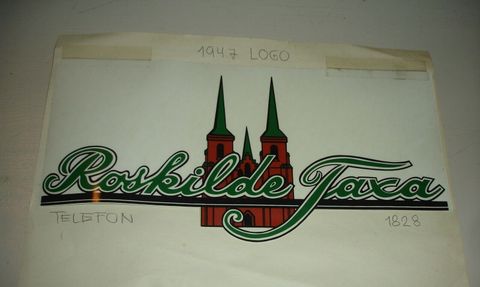 1947 LOGO
Roskilde Taxa
TELEFON 1828